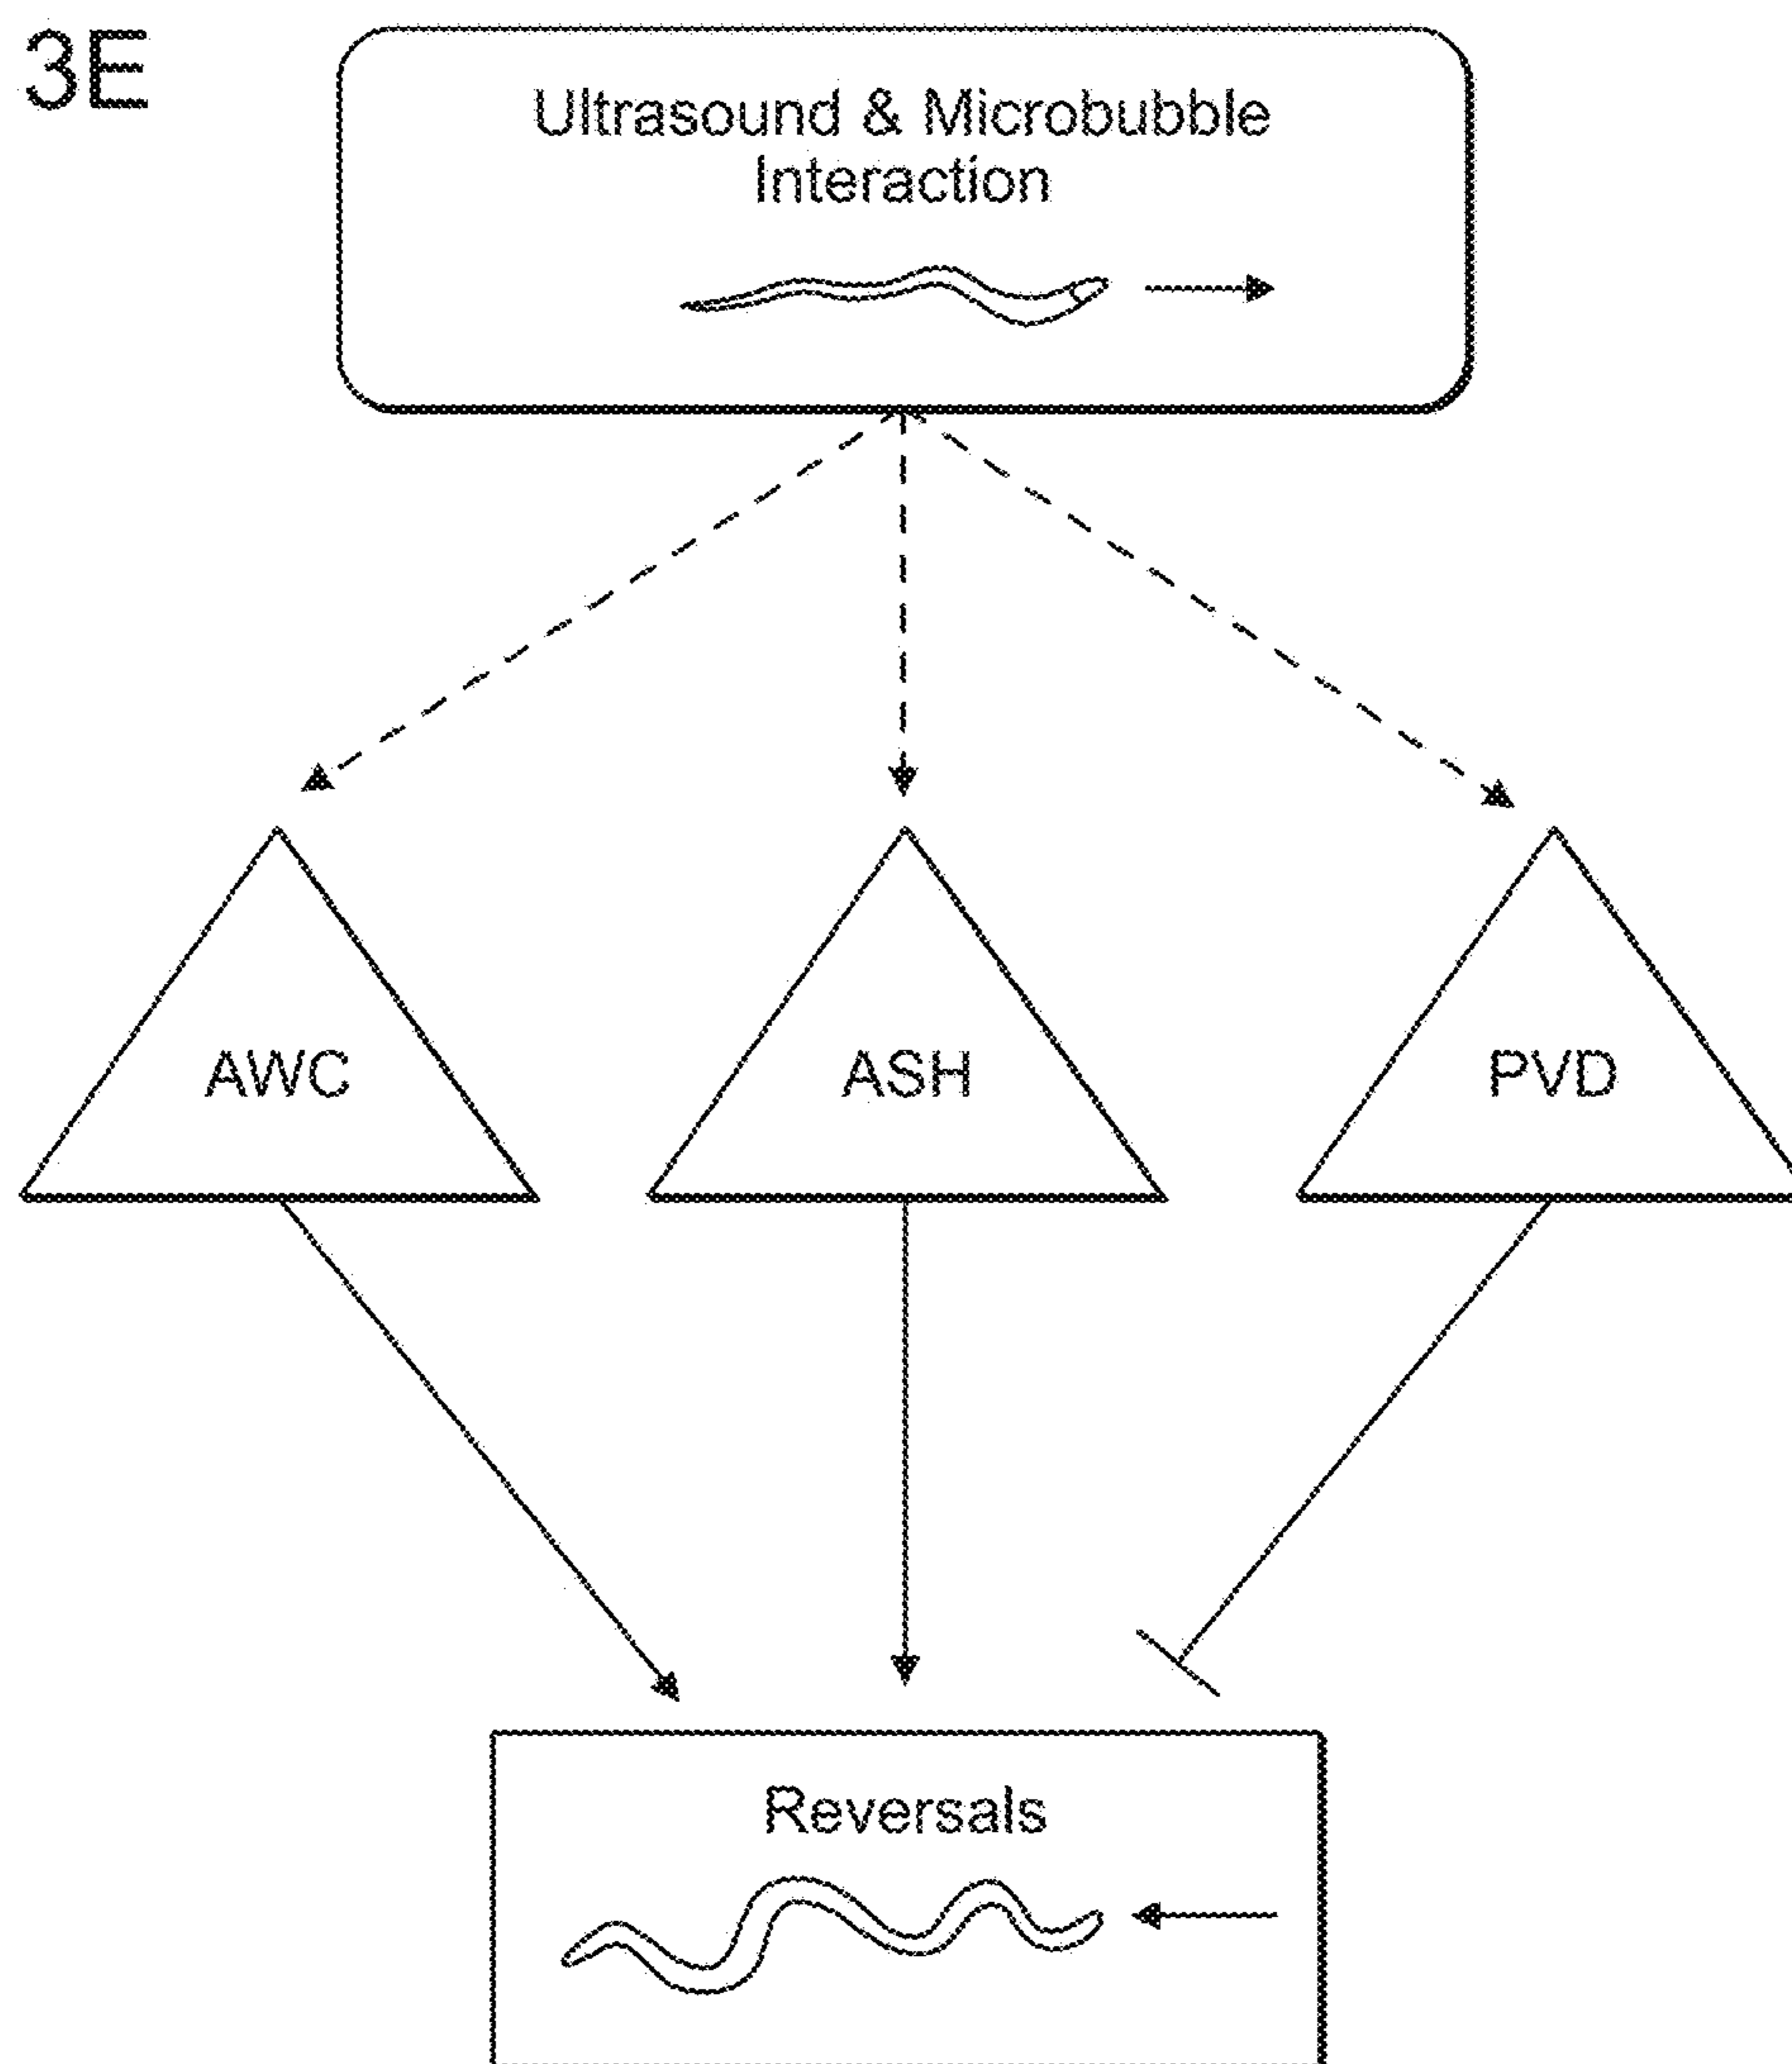 3E
Ultrasound & Microbubble
Interaction
AWC
ASH
PVD
Reversals